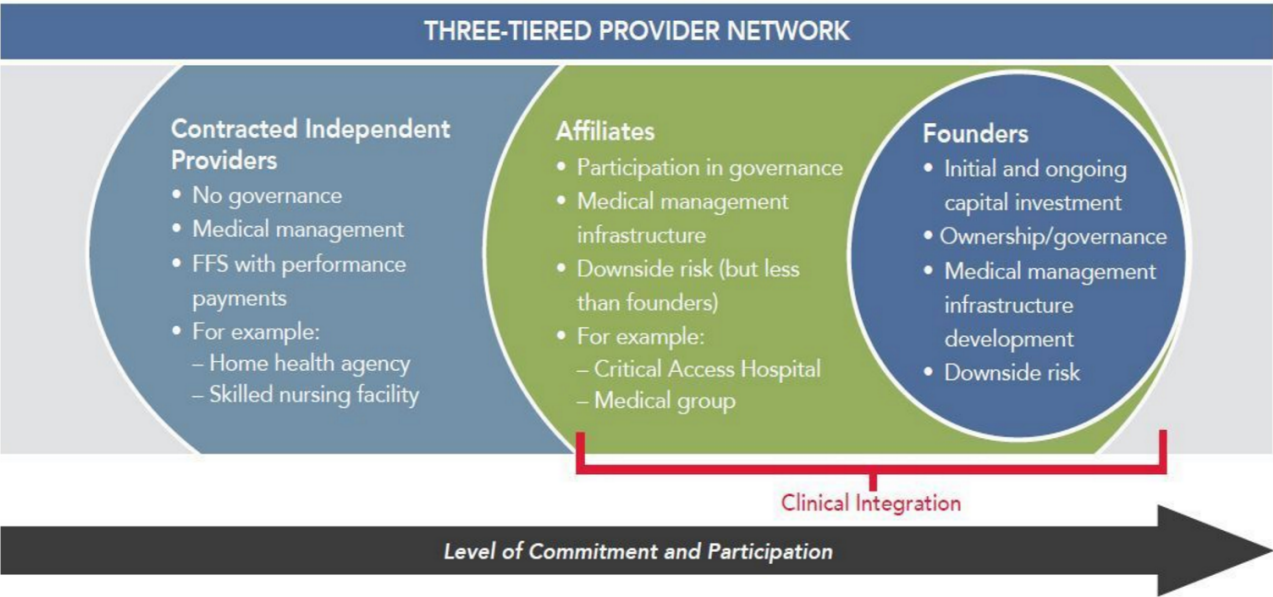 THREE-TIERED PROVIDER NETWORK
Contracted Independent
Providers
• No governance
• Medical management
• FFS with performance
payments
• For example:
– Home health agency
– Skilled nursing facility
Affiliates
• Participation in governance
• Medical management
infrastructure
• Downside risk (but less
than founders)
• For example:
– Critical Access Hospital
– Medical group
Founders
• Initial and ongoing
capital investment
• Ownership/governance
• Medical management
infrastructure
development
• Downside risk
Clinical Integration
Level of Commitment and Participation